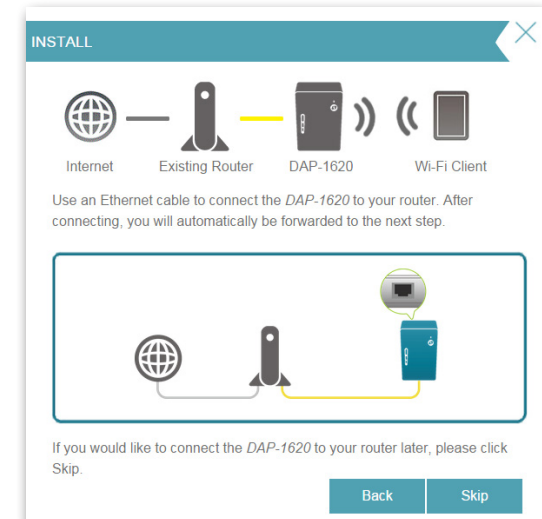 INSTALL
Internet Existing Router DAP-1620 Wi-Fi Client
Use an Ethernet cable to connect the DAP-1620 to your router. After
connecting, you will automatically be forwarded to the next step.
If you would like to connect the DAP-1620 to your router later, please click
Skip.
Back Skip